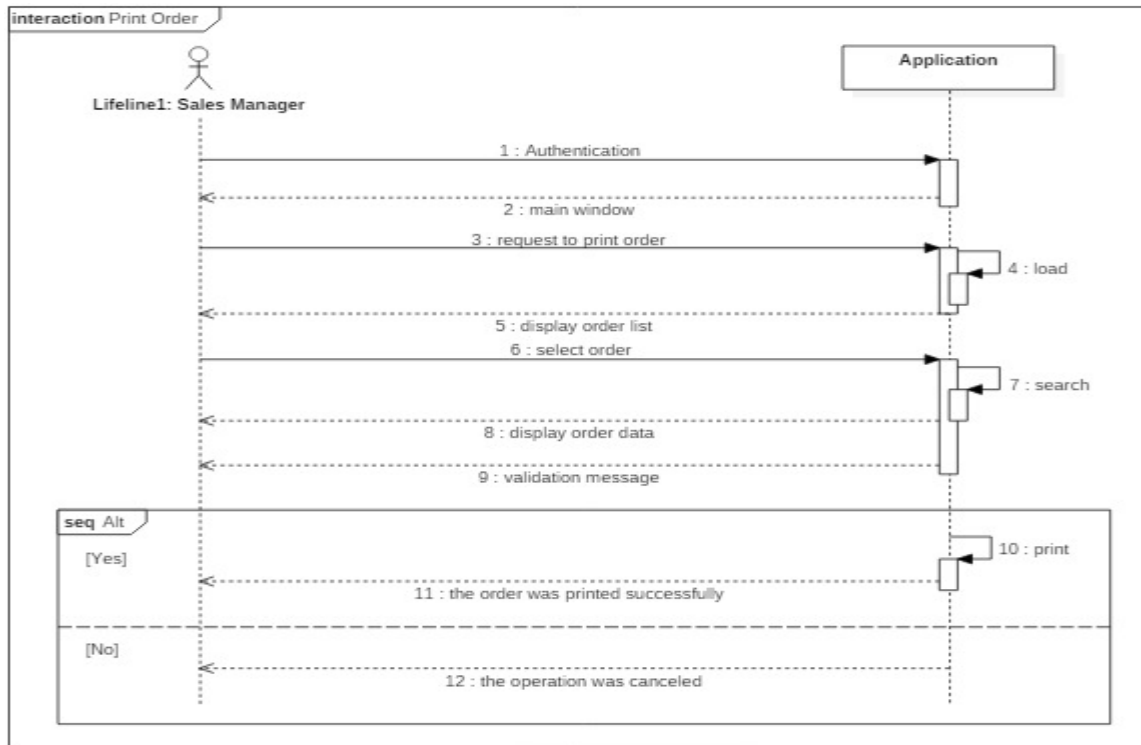 interaction Print Order
Application
Lifeline1: Sales Manager
1 : Authentication
2 : main window
3 : request to print order
4 : load
5 : display order list
6 : select order
7 : search
8 : display order data
9 : validation message
seq Alt
[Yes]
10 : print
11 : the order was printed successfully
[No]
12 : the operation was canceled